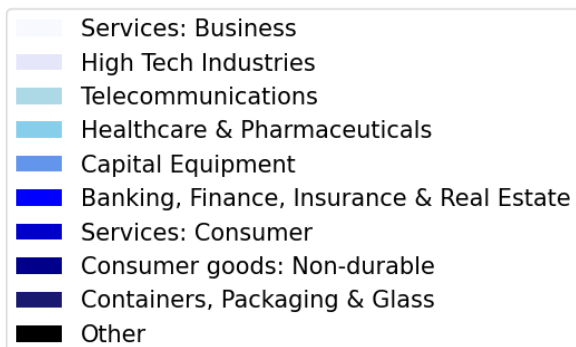 Services: Business
High Tech Industries
Telecommunications
Healthcare & Pharmaceuticals
Capital Equipment
Banking, Finance, Insurance & Real Estate
Services: Consumer
Consumer goods: Non-durable
Containers, Packaging & Glass
Other